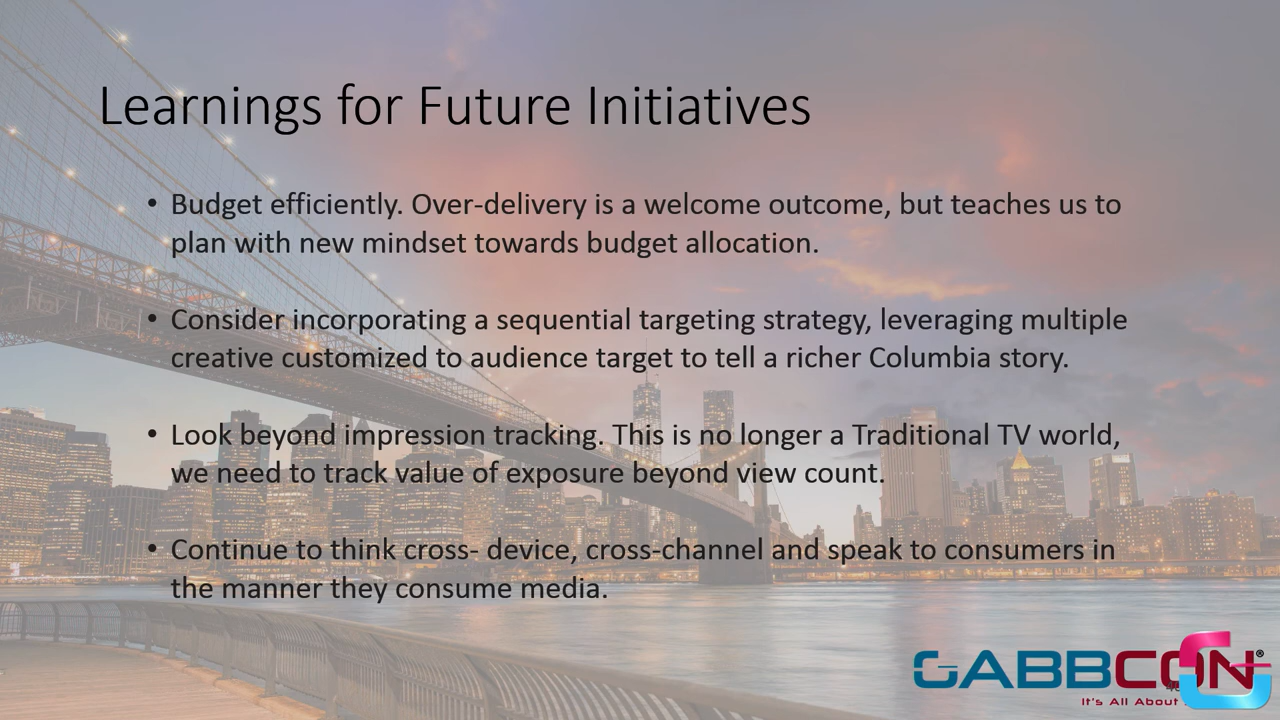 Learnings for Future Initiatives
• Budget efficiently. Over-delivery is a welcome outcome, but teaches us to
plan with new mindset towards budget allocation.
• Consider incorporating a sequential targeting strategy, leveraging multiple
creative customized to audience target to tell a richer Columbia story.
• Look beyond impression tracking. This is no longer a Traditional TV world,
we need to track value of exposure beyond view count.
• Continue to think cross- device, cross-channel and speak to consumers in
the manner they consume media.
GABBCON®
It's All About